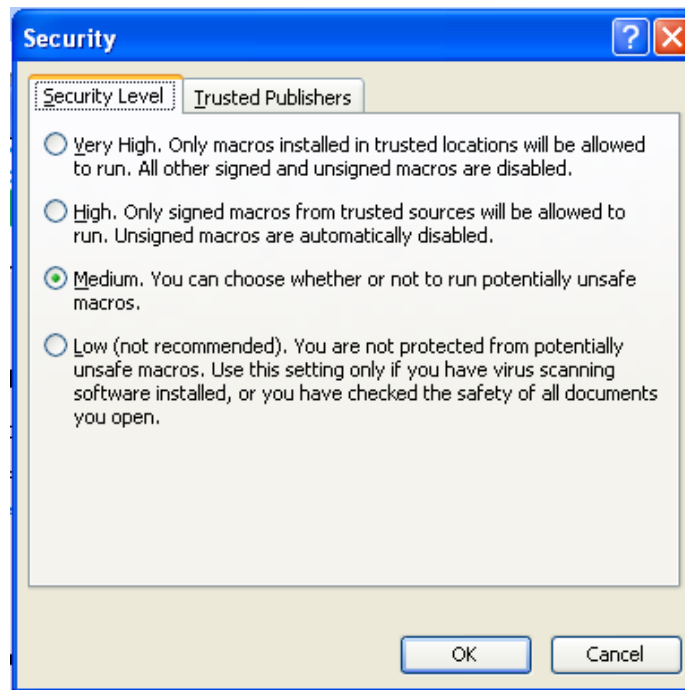 Security
Security Level
Trusted Publishers
Very High. Only macros installed in trusted locations will be allowed
to run. All other signed and unsigned macros are disabled.
High. Only signed macros from trusted sources will be allowed to
run. Unsigned macros are automatically disabled.
Medium. You can choose whether or not to run potentially unsafe
macros.
Low (not recommended). You are not protected from potentially
unsafe macros. Use this setting only if you have virus scanning
software installed, or you have checked the safety of all documents
you open.
OK
Cancel